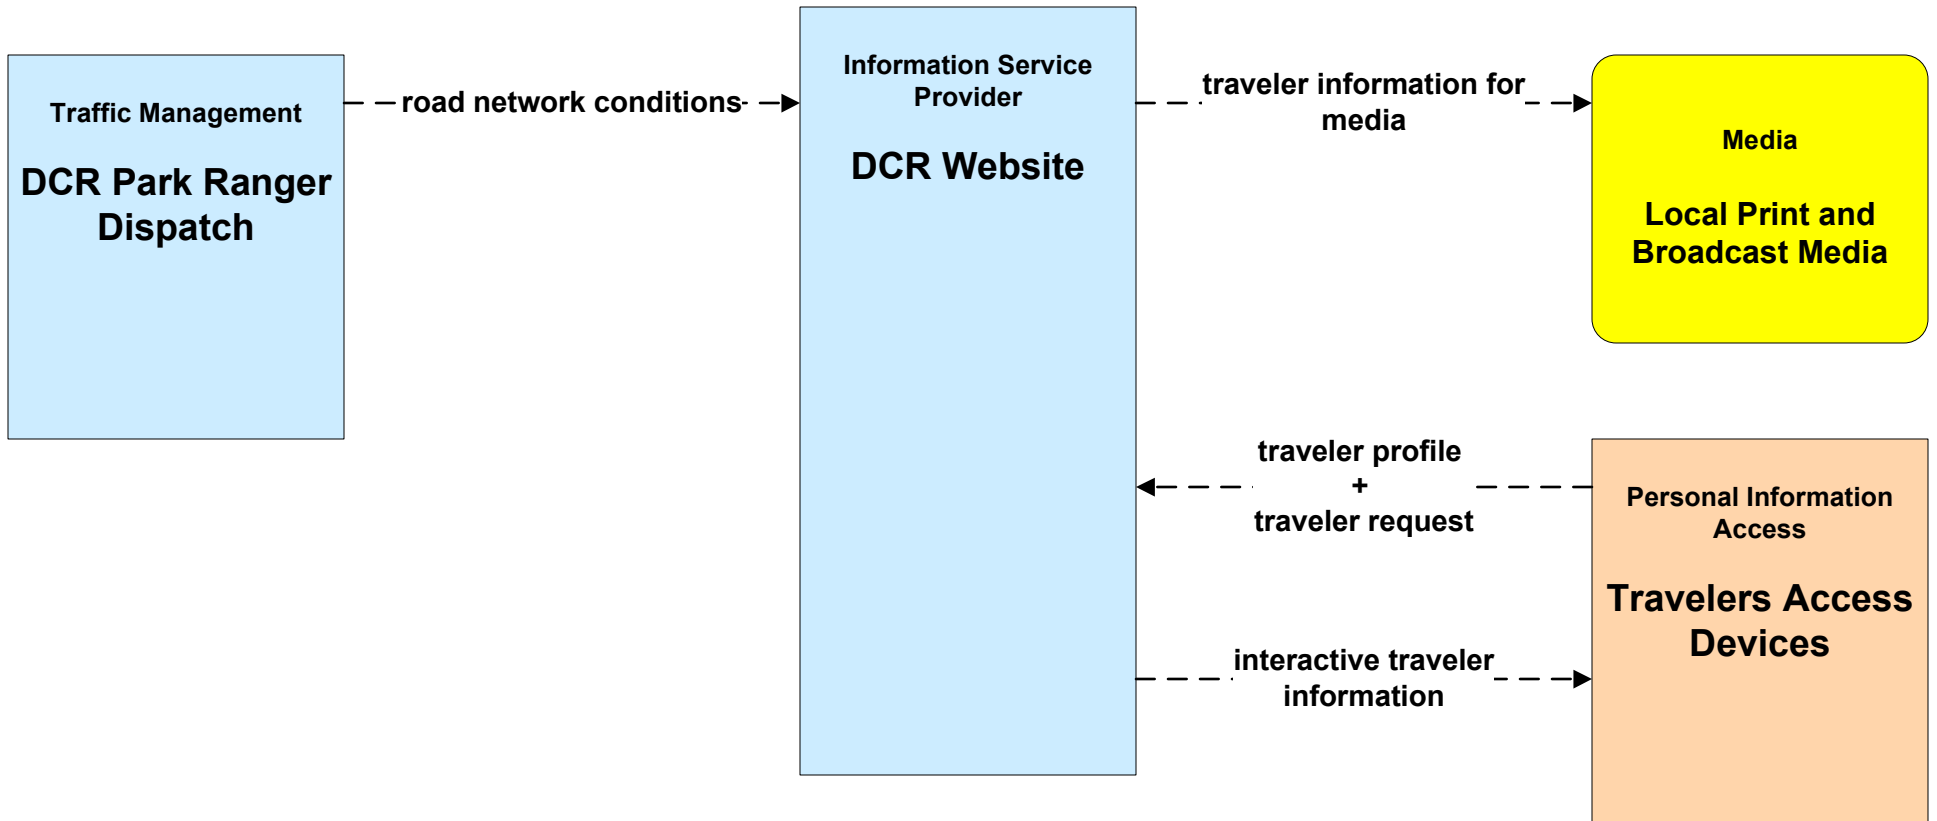 Traffic Management
DCR Park Ranger
Dispatch
road network conditions
Information Service
Provider
DCR Website
traveler information for
media
Media
Local Print and
Broadcast Media
traveler profile
+
traveler request
Personal Information
Access
Travelers Access
Devices
interactive traveler
information